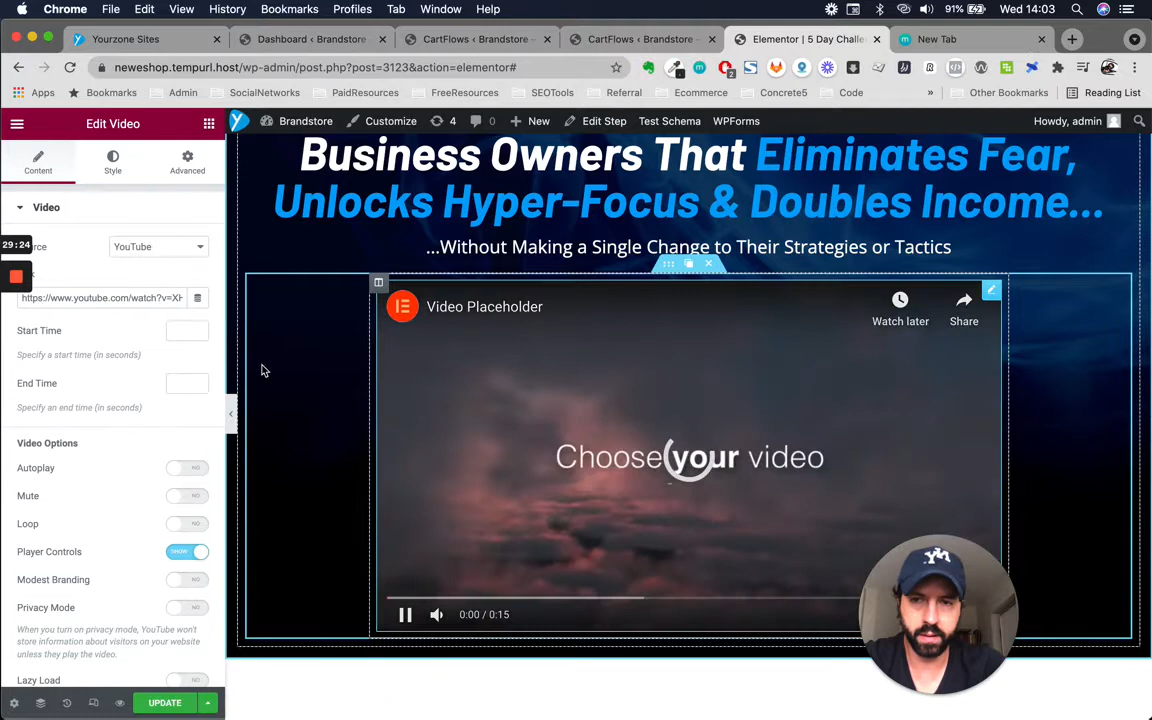 Chrome File Edit View History Bookmarks Profiles Tab Window Help 91% Wed 14:03
Yourzone Sites Dashboard ‹ Brandstore CartFlows ‹ Brandstore – CartFlows ‹ Brandstore – Elementor | 5 Day Challe New Tab
neweshop.tempurl.host/wp-admin/post.php?post=3123&action=elementor#
Apps Bookmarks Admin SocialNetworks PaidResources FreeResources SEOTools Referral Ecommerce Concrete5 Code » Other Bookmarks Reading List
Edit Video
Brandstore Customize 4 0 New Edit Step Test Schema WPForms Howdy, admin
Content Style Advanced
Business Owners That Eliminates Fear,
Unlocks Hyper-Focus & Doubles Income...
...Without Making a Single Change to Their Strategies or Tactics
Video
29:24
YouTube
https://www.youtube.com/watch?v=XH
Start Time
Specify a start time (in seconds)
End Time
Specify an end time (in seconds)
Video Options
Autoplay NO
Mute NO
Loop NO
Player Controls SHOW
Modest Branding NO
Privacy Mode NO
When you turn on privacy mode, YouTube won't
store information about visitors on your website
unless they play the video.
Lazy Load NO
UPDATE
Video Placeholder
Watch later Share
Choose your video
0:00 / 0:15